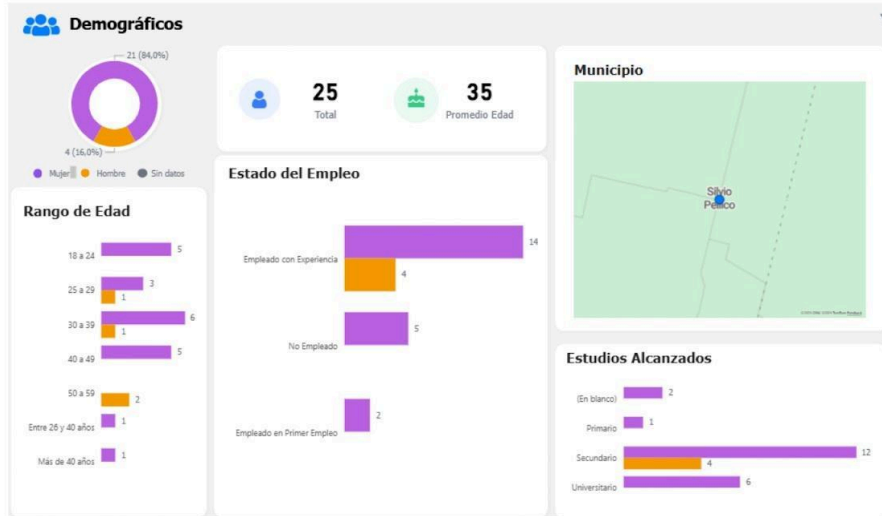 Demográficos
21 (84,0%)
4 (16,0%)
Mujer Hombre Sin datos
25
Total
35
Promedio Edad
Municipio
Silvio
Pellico
Rango de Edad
18 a 24 5
25 a 29 3
1
30 a 39 6
1
40 a 49 5
50 a 59 2
Entre 26 y 40 años 1
Más de 40 años 1
Estado del Empleo
Empleado con Experiencia 14
4
No Empleado 5
Empleado en Primer Empleo 2
Estudios Alcanzados
(En blanco) 2
Primario 1
Secundario 12
4
Universitario 6